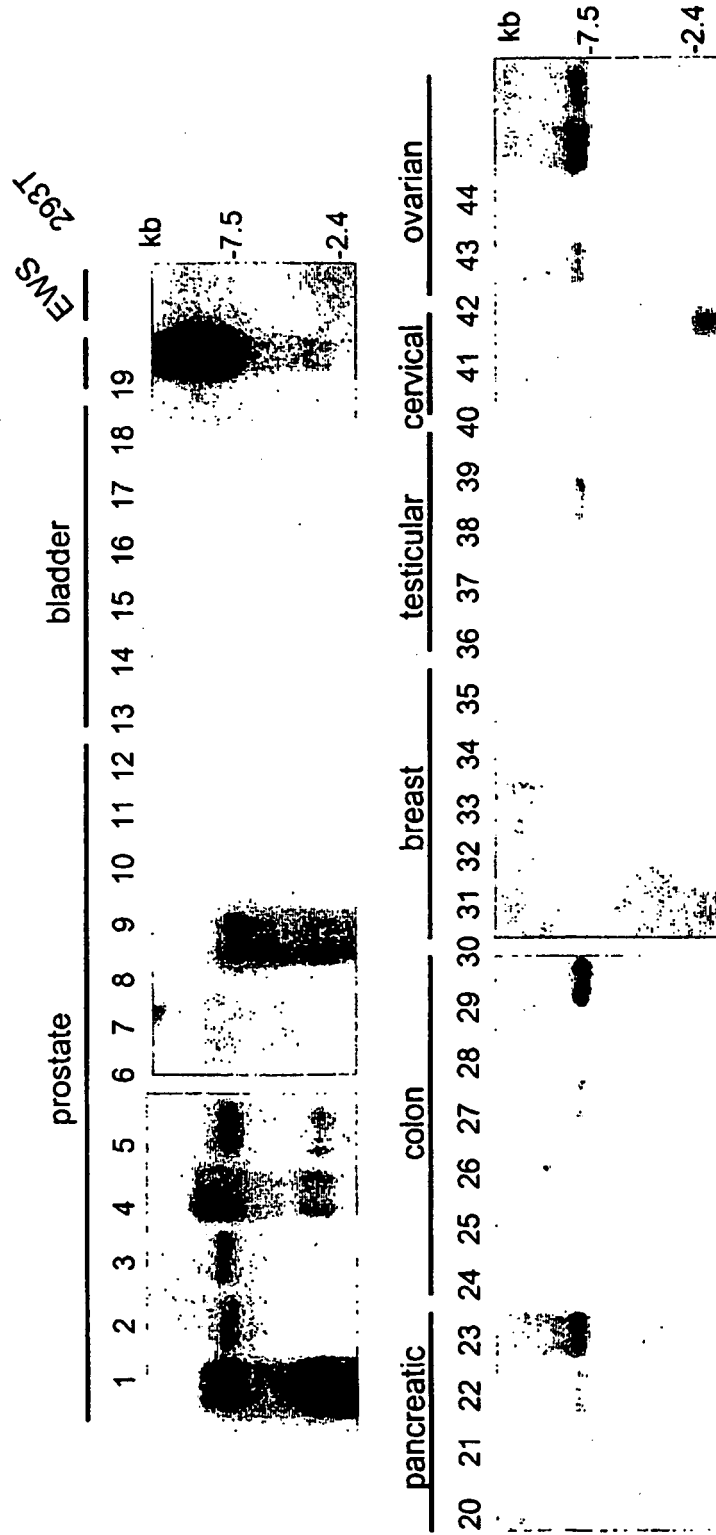 prostate bladder EWS 293T
1 2 3 4 5 6 7 8 9 10 11 12 13 14 15 16 17 18 19
kb
-7.5
-2.4
pancreatic colon breast testicular cervical ovarian
20 21 22 23 24 25 26 27 28 29 30 31 32 33 34 35 36 37 38 39 40 41 42 43 44
kb
-7.5
-2.4